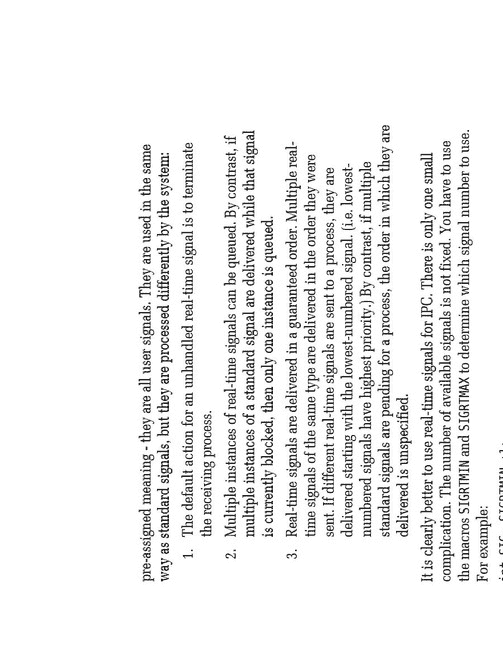 pre-assigned meaning - they are all user signals. They are used in the same
way as standard signals, but they are processed differently by the system:
1. The default action for an unhandled real-time signal is to terminate
the receiving process.
2. Multiple instances of real-time signals can be queued. By contrast, if
multiple instances of a standard signal are delivered while that signal
is currently blocked, then only one instance is queued.
3. Real-time signals are delivered in a guaranteed order. Multiple real-
time signals of the same type are delivered in the order they were
sent. If different real-time signals are sent to a process, they are
delivered starting with the lowest-numbered signal. (i.e. lowest-
numbered signals have highest priority.) By contrast, if multiple
standard signals are pending for a process, the order in which they are
delivered is unspecified.
It is clearly better to use real-time signals for IPC. There is only one small
complication. The number of available signals is not fixed. You have to use
the macros SIGRTMIN and SIGRTMAX to determine which signal number to use.
For example: